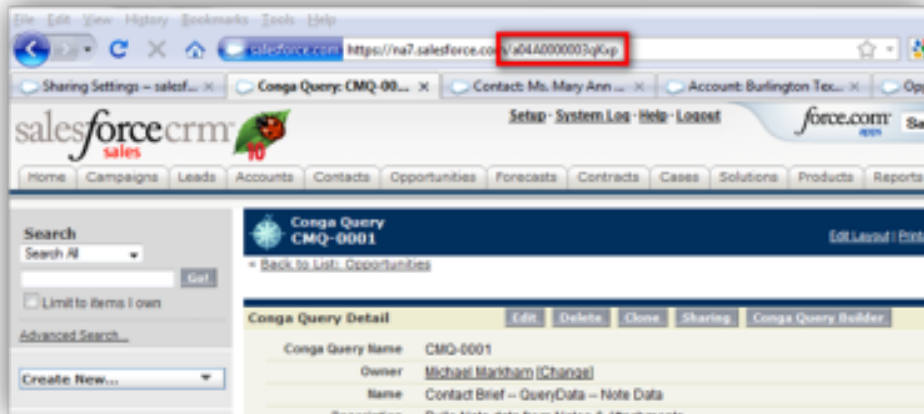 File Edit View History Bookmarks Tools Help
salesforce.com https://na7.salesforce.com/a04A0000003qKxp
Sharing Settings ~ salesf... Conga Query: CMQ-00... Contact: Ms. Mary Ann ... Account: Burlington Tex...
salesforcecrm
sales
10
Setup · System Log · Help · Logout
force.com
apps
Home Campaigns Leads Accounts Contacts Opportunities Forecasts Contracts Cases Solutions Products Reports
Search
Search All
Go!
Limit to items I own
Advanced Search...
Create New...
Conga Query
CMQ-0001
Edit Layout | Print
« Back to List: Opportunities
Conga Query Detail Edit Delete Clone Sharing Conga Query Builder
Conga Query Name CMQ-0001
Owner Michael Markham [Change]
Name Contact Brief -- QueryData -- Note Data